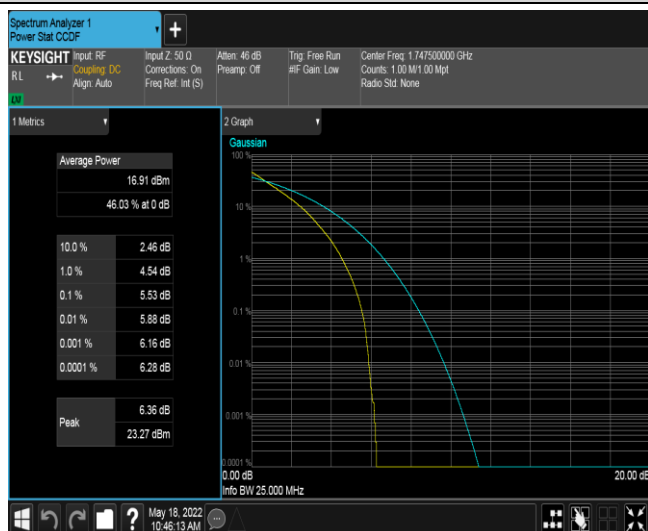 Spectrum Analyzer 1
Power Stat CCDF
+
KEYSIGHT
RL
LXI
Input: RF
Coupling: DC
Align: Auto
Input Z: 50 Ω
Corrections: On
Freq Ref: Int (S)
Atten: 46 dB
Preamp: Off
Trig: Free Run
#IF Gain: Low
Center Freq: 1.747500000 GHz
Counts: 1.00 M/1.00 Mpt
Radio Std: None
1 Metrics
Average Power
16.91 dBm
46.03 % at 0 dB
10.0 % 2.46 dB
1.0 % 4.54 dB
0.1 % 5.53 dB
0.01 % 5.88 dB
0.001 % 6.16 dB
0.0001 % 6.28 dB
Peak
6.36 dB
23.27 dBm
2 Graph
Gaussian
100 %
10 %
1 %
0.1 %
0.01 %
0.001 %
0.0001 %
0.00 dB
20.00 dB
Info BW 25.000 MHz
?
May 18, 2022
10:46:13 AM